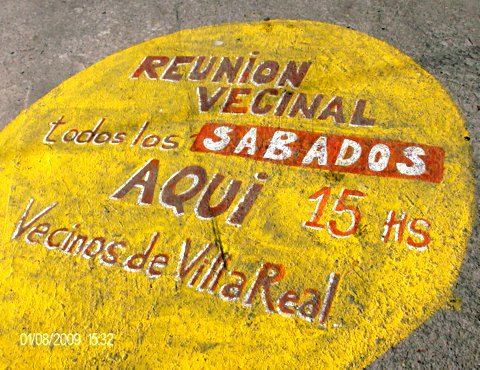 REUNiON
VECINAL
todos los SABADOS
AQUi 15 HS
Vecinos de Villa Real
01/08/2009 15:32